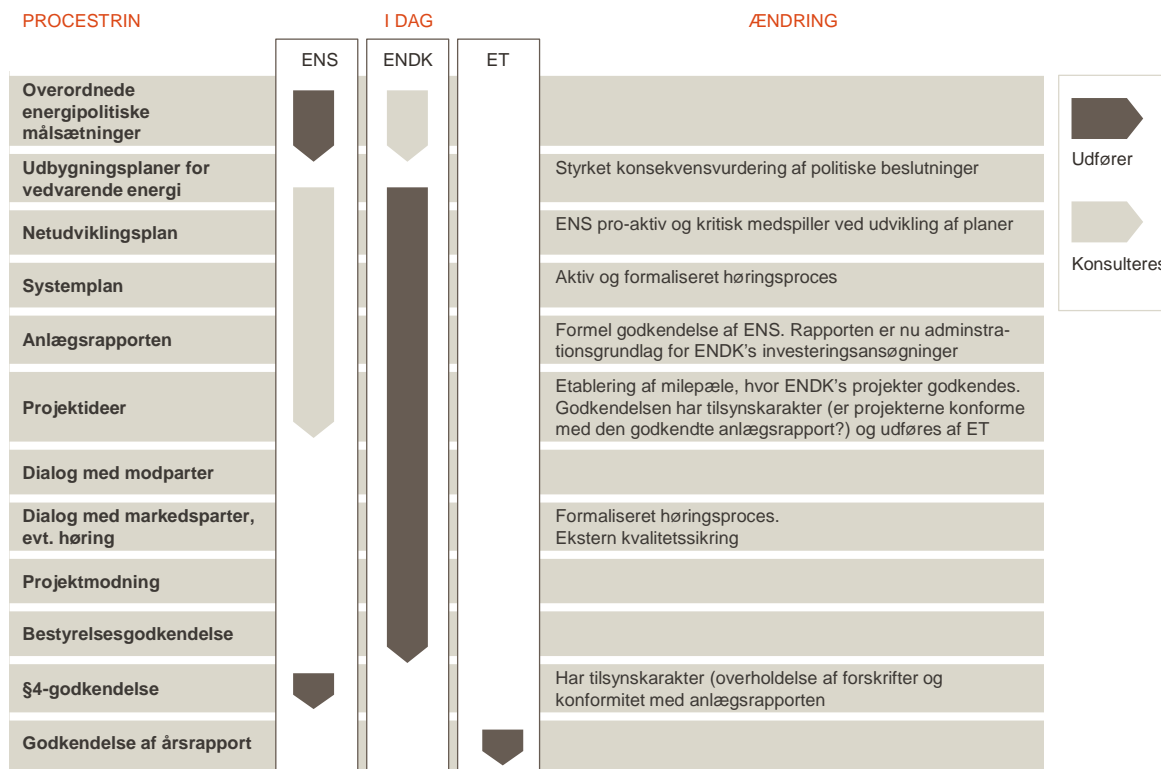 PROCESTRIN
I DAG
ÆNDRING
ENS
ENDK
ET
Overordnede
energipolitiske
målsætninger
Udbygningsplaner for
vedvarende energi
Styrket konsekvensvurdering af politiske beslutninger
Netudviklingsplan
ENS pro-aktiv og kritisk medspiller ved udvikling af planer
Systemplan
Aktiv og formaliseret høringsproces
Anlægsrapporten
Formel godkendelse af ENS. Rapporten er nu adminstra-
tionsgrundlag for ENDK's investeringsansøgninger
Projektideer
Etablering af milepæle, hvor ENDK's projekter godkendes.
Godkendelsen har tilsynskarakter (er projekterne konforme
med den godkendte anlægsrapport?) og udføres af ET
Dialog med modparter
Dialog med markedsparter,
evt. høring
Formaliseret høringsproces.
Ekstern kvalitetssikring
Projektmodning
Bestyrelsesgodkendelse
§4-godkendelse
Har tilsynskarakter (overholdelse af forskrifter og
konformitet med anlægsrapporten
Godkendelse af årsrapport
Udfører
Konsulteres